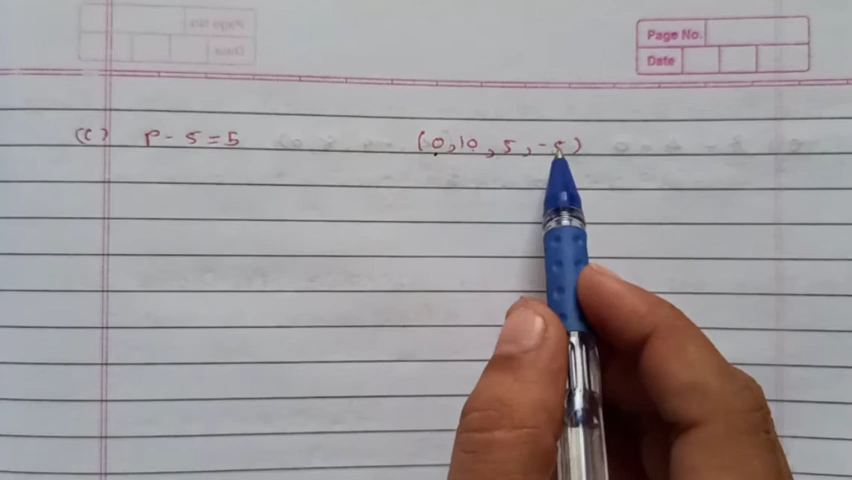 Page No.
Date
(c) p - 5 = 5 (0, 10, 5, -5)